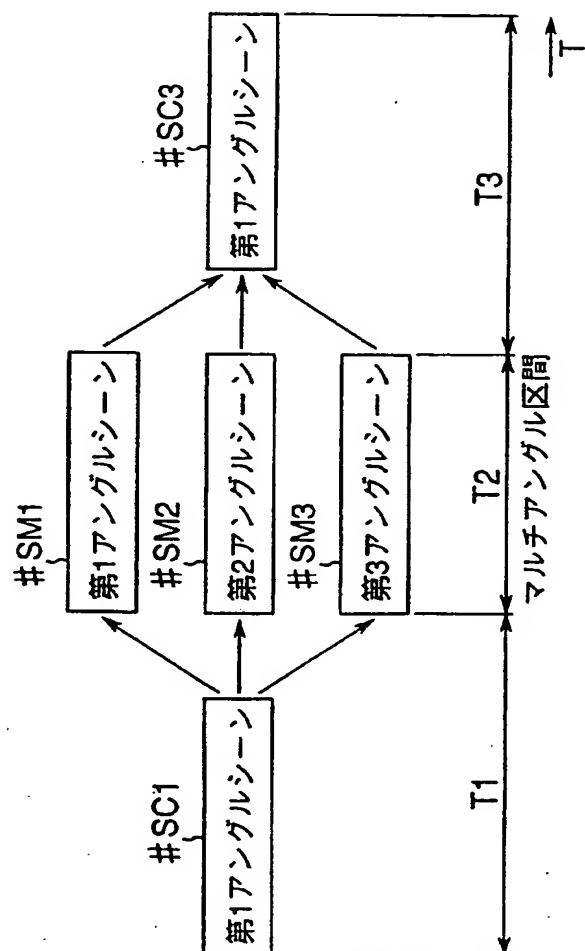 #SC1
第1アングルシーン
#SM1
第1アングルシーン
#SM2
第2アングルシーン
#SM3
第3アングルシーン
#SC3
第1アングルシーン
T1
T2
T3
マルチアングル区間
T